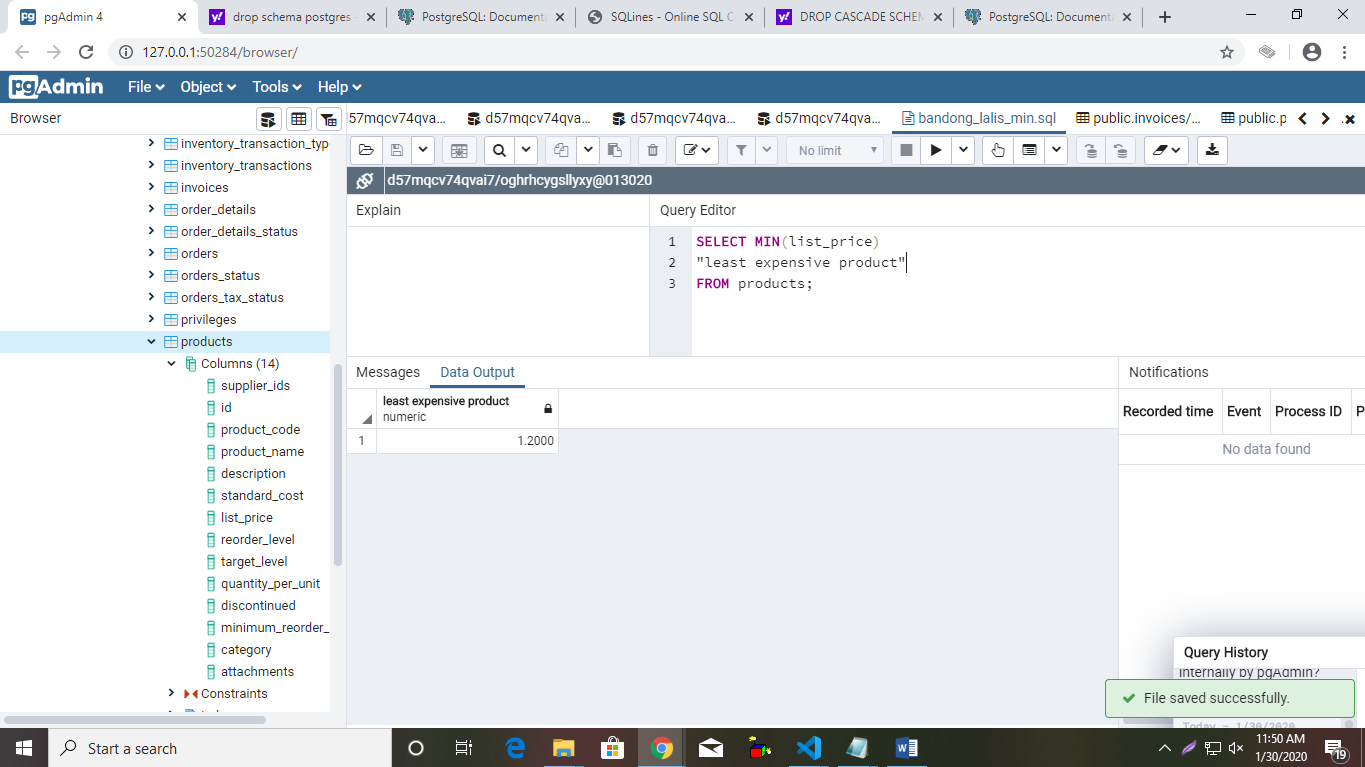 pgAdmin 4
drop schema postgres -
PostgreSQL: Documenta
SQLines - Online SQL C
DROP CASCADE SCHEM
PostgreSQL: Documenta
127.0.0.1:50284/browser/
pgAdmin File Object Tools Help
Browser
57mqcv74qva...
d57mqcv74qva...
d57mqcv74qva...
d57mqcv74qva...
bandong_lalis_min.sql
public.invoices/...
public.p
No limit
d57mqcv74qvai7/oghrhcygsllyxy@013020
inventory_transaction_typ
inventory_transactions
invoices
order_details
order_details_status
orders
orders_status
orders_tax_status
privileges
products
Columns (14)
supplier_ids
id
product_code
product_name
description
standard_cost
list_price
reorder_level
target_level
quantity_per_unit
discontinued
minimum_reorder_
category
attachments
Constraints
Explain
Query Editor
1 SELECT MIN(list_price)
2 "least expensive product"
3 FROM products;
Messages Data Output
least expensive product
numeric
1 1.2000
Notifications
Recorded time Event Process ID P
No data found
Query History
internally by pgAdmin?
File saved successfully.
Today - 1/30/2020
Start a search
11:50 AM
1/30/2020
19